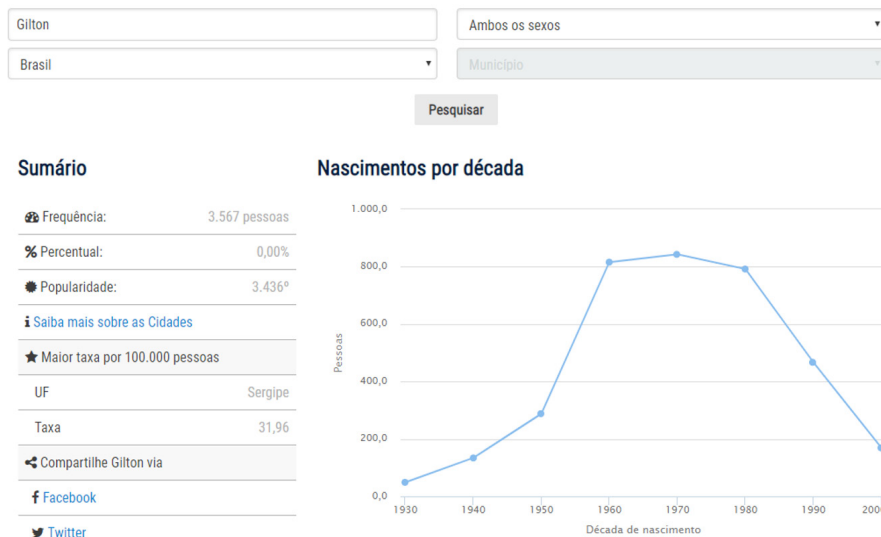 Gilton
Ambos os sexos
Brasil
Município
Pesquisar
Sumário
Frequência: 3.567 pessoas
Percentual: 0,00%
Popularidade: 3.436º
Saiba mais sobre as Cidades
Maior taxa por 100.000 pessoas
UF Sergipe
Taxa 31,96
Compartilhe Gilton via
Facebook
Twitter
Nascimentos por década
1.000,0
800,0
600,0
400,0
200,0
0,0
Pessoas
1930 1940 1950 1960 1970 1980 1990 200
Década de nascimento